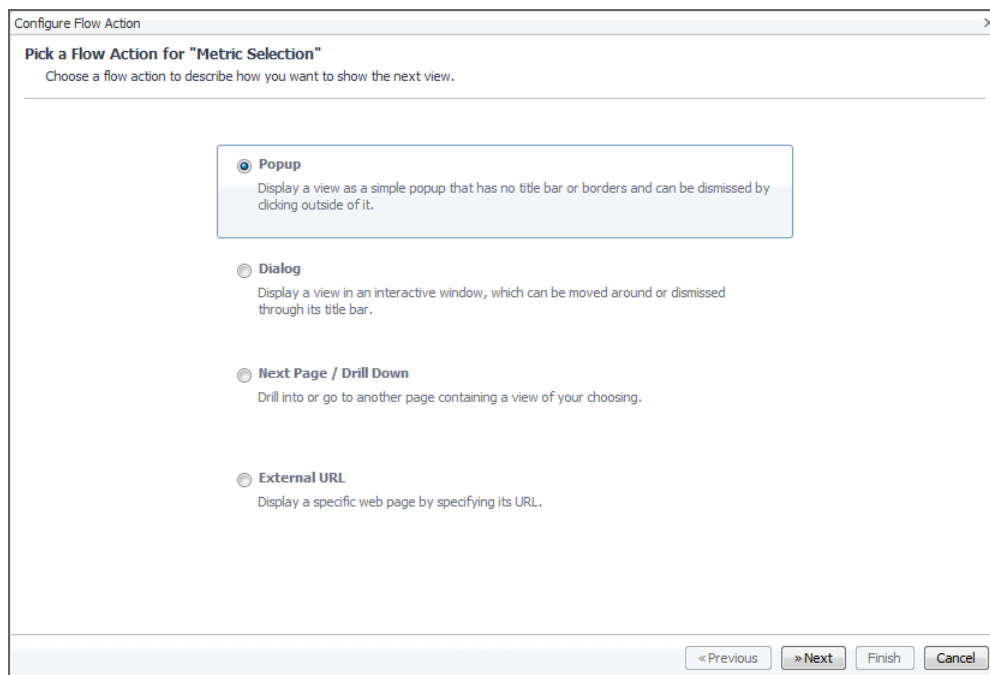 Configure Flow Action
Pick a Flow Action for "Metric Selection"
Choose a flow action to describe how you want to show the next view.
Popup
Display a view as a simple popup that has no title bar or borders and can be dismissed by
clicking outside of it.
Dialog
Display a view in an interactive window, which can be moved around or dismissed
through its title bar.
Next Page / Drill Down
Drill into or go to another page containing a view of your choosing.
External URL
Display a specific web page by specifying its URL.
«Previous »Next Finish Cancel